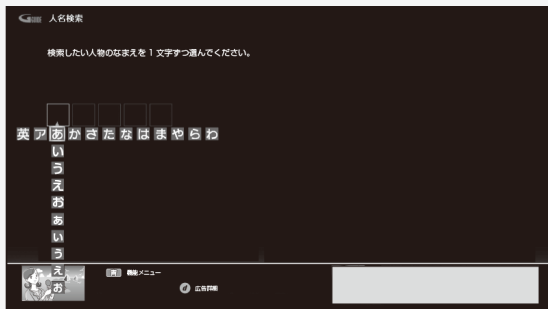 人名検索
検索したい人物のなまえを1文字ずつ選んでください。
英アあかさたなはまやらわ
い
う
え
お
ぁ
ぃ
ぅ
ぇ
ぉ
青 機能メニュー
d 広告詳細